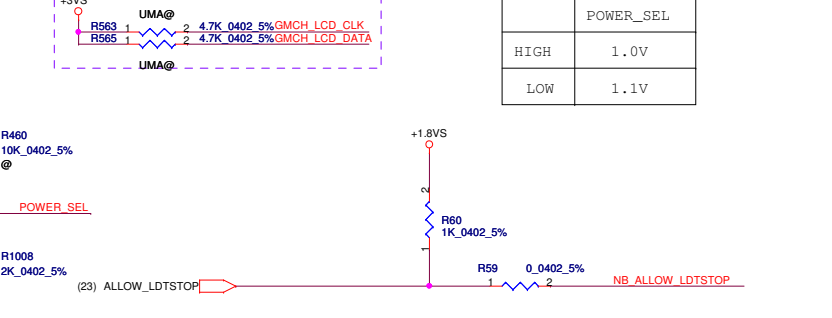 +3VS
UMA@
R563 1 2 4.7K_0402_5% GMCH_LCD_CLK
R565 1 2 4.7K_0402_5% GMCH_LCD_DATA
UMA@
POWER_SEL
HIGH 1.0V
LOW 1.1V
R460
10K_0402_5%
@
POWER_SEL
R1008
2K_0402_5%
+1.8VS
2
R60
1K_0402_5%
1
R59 0_0402_5%
(23) ALLOW_LDTSTOP 1 2 NB_ALLOW_LDTSTOP